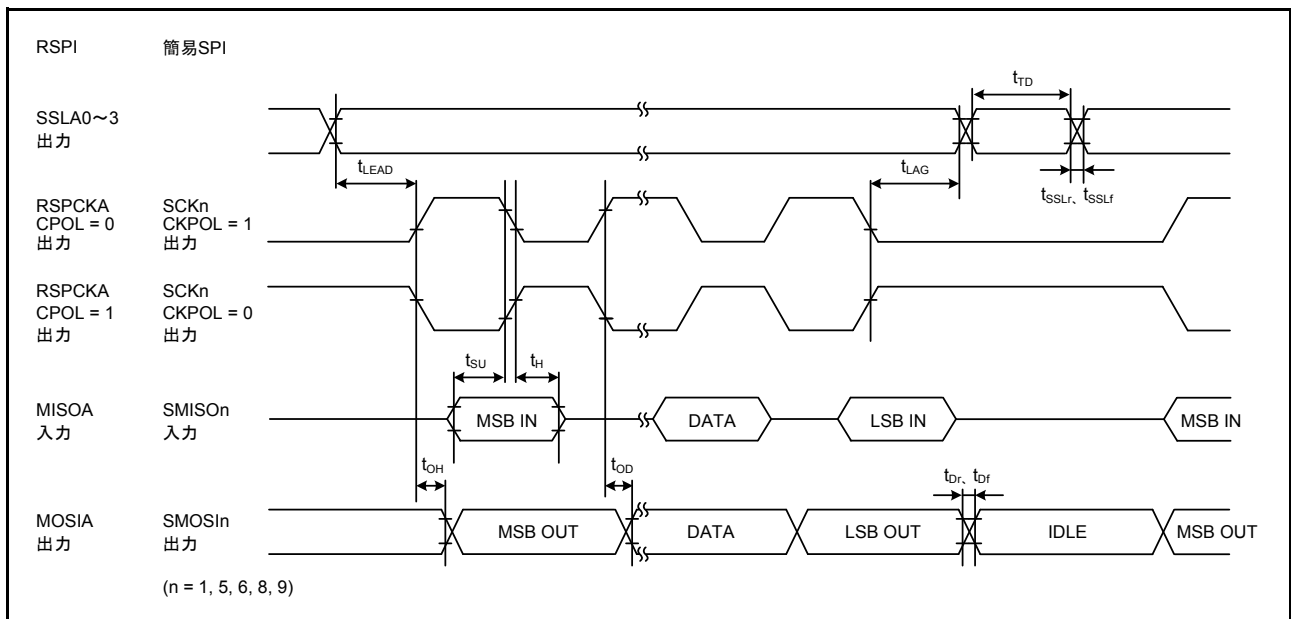 RSPI 簡易SPI
SSLA0～3
出力
tTD
tLEAD
tLAG
tSSLr、tSSLf
RSPCKA SCKn
CPOL = 0 CKPOL = 1
出力 出力
RSPCKA SCKn
CPOL = 1 CKPOL = 0
出力 出力
tSU tH
MISOA SMISOn
入力 入力
MSB IN DATA LSB IN MSB IN
tOH tOD tDr、tDf
MOSIA SMOSIn
出力 出力
MSB OUT DATA LSB OUT IDLE MSB OUT
(n = 1, 5, 6, 8, 9)